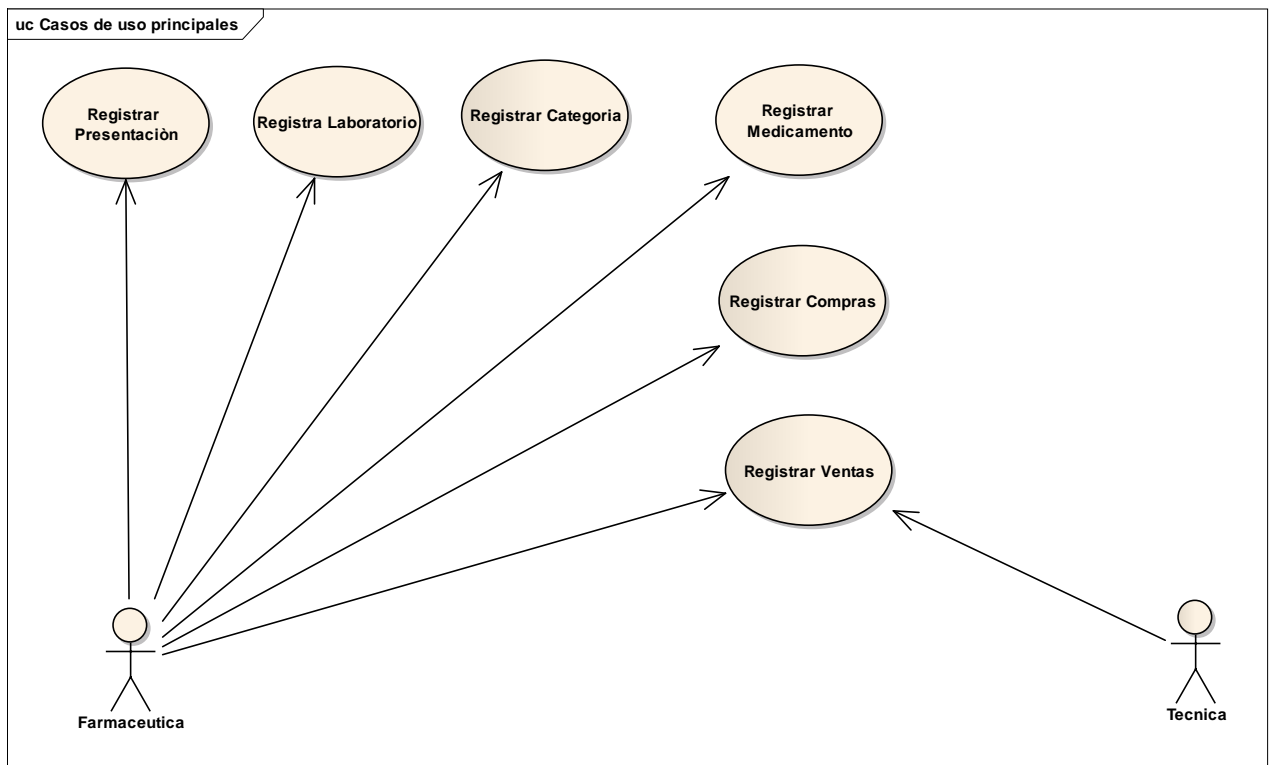 uc Casos de uso principales
Registrar
Presentaciòn
Registra Laboratorio
Registrar Categoria
Registrar
Medicamento
Registrar Compras
Registrar Ventas
Farmaceutica
Tecnica